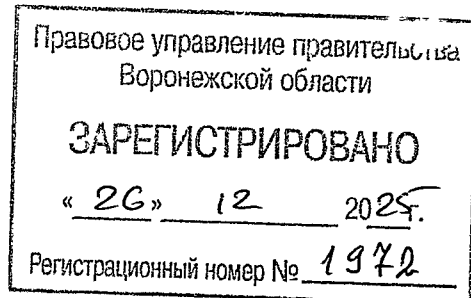 Правовое управление правительства
Воронежской области
ЗАРЕГИСТРИРОВАНО
« 26 » 12 2025г.
Регистрационный номер № 1972